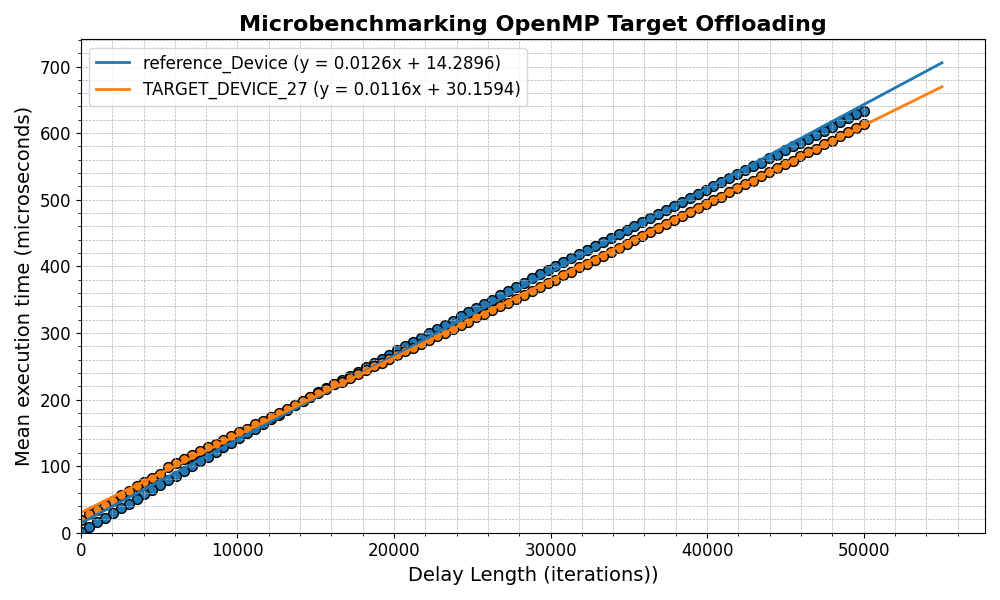 Microbenchmarking OpenMP Target Offloading
reference_Device (y = 0.0126x + 14.2896)
TARGET_DEVICE_27 (y = 0.0116x + 30.1594)
Mean execution time (microseconds)
700
600
500
400
300
200
100
0
0 10000 20000 30000 40000 50000
Delay Length (iterations))